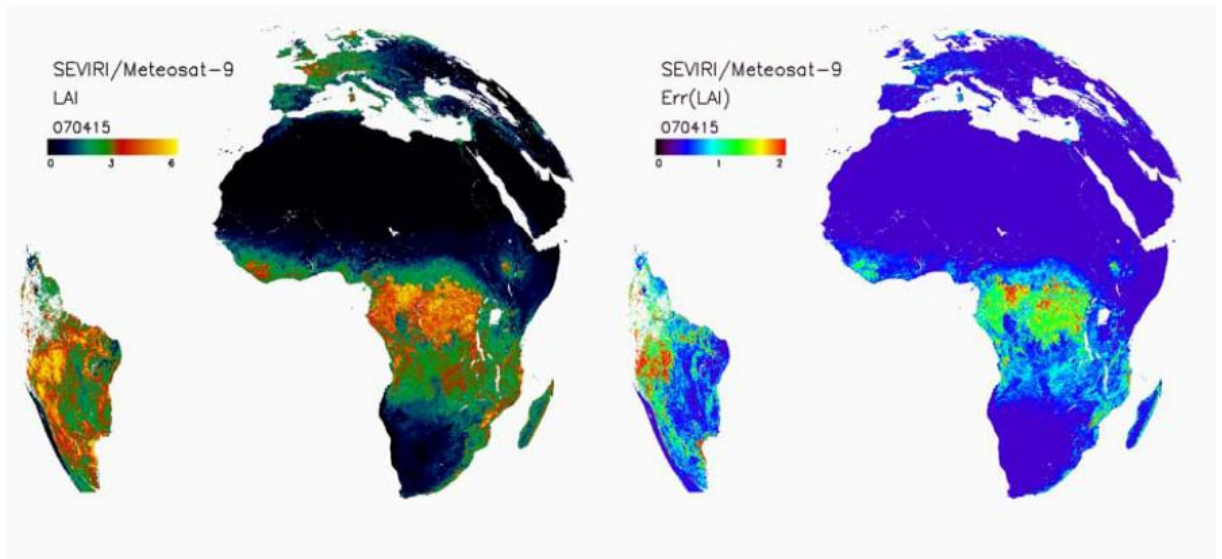 SEVIRI/Meteosat-9
LAI
070415
0 3 6
SEVIRI/Meteosat-9
Err(LAI)
070415
0 1 2